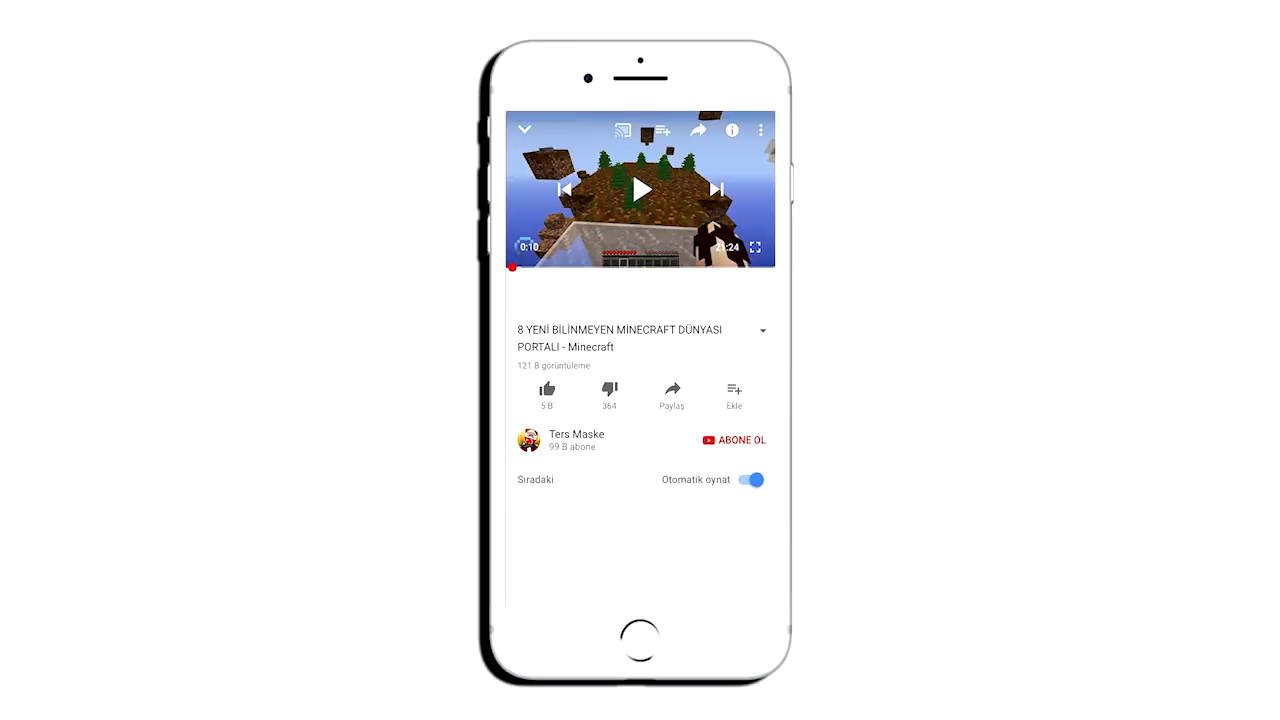 0:10
21:24
8 YENİ BİLİNMEYEN MİNECRAFT DÜNYASI
PORTALI - Minecraft
121 B görüntüleme
5 B
364
Paylaş
Ekle
Ters Maske
99 B abone
ABONE OL
Sıradaki
Otomatik oynat